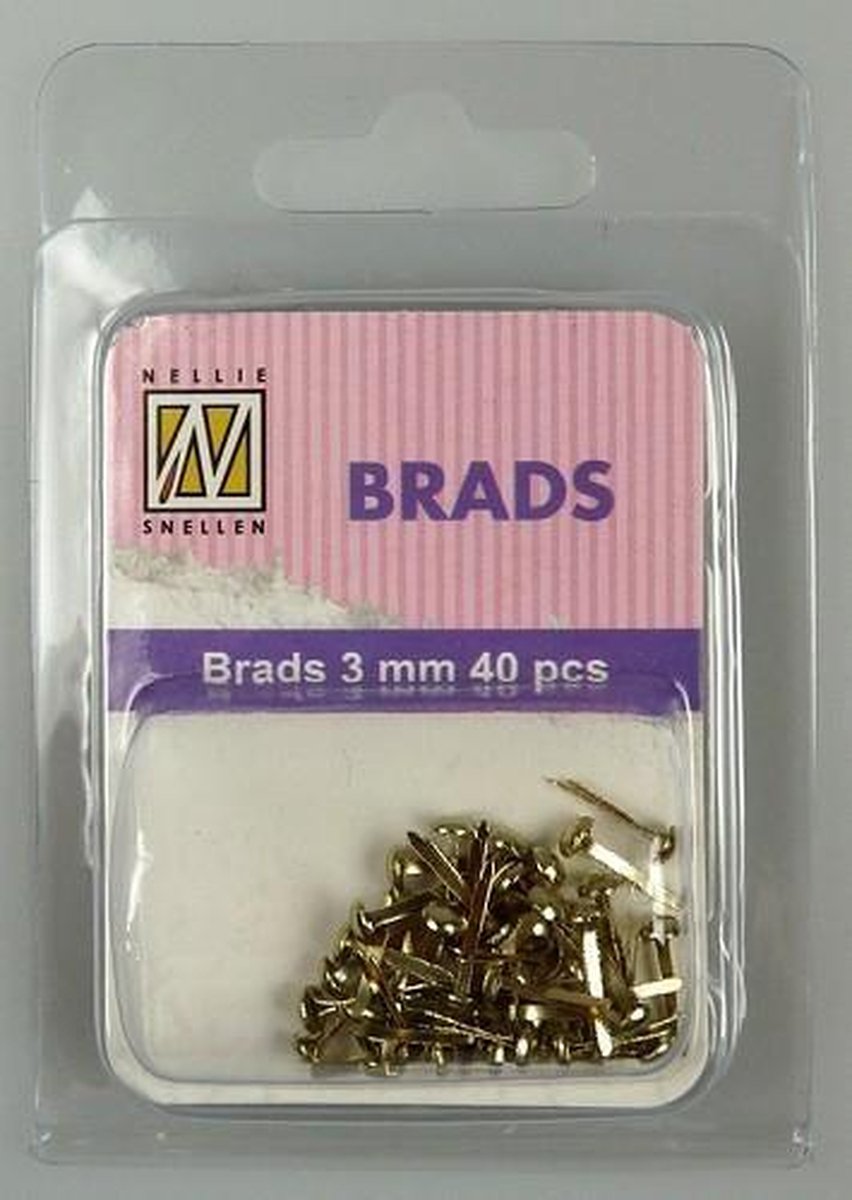 NELLIE
N
SNELLEN
BRADS
Brads 3 mm 40 pcs